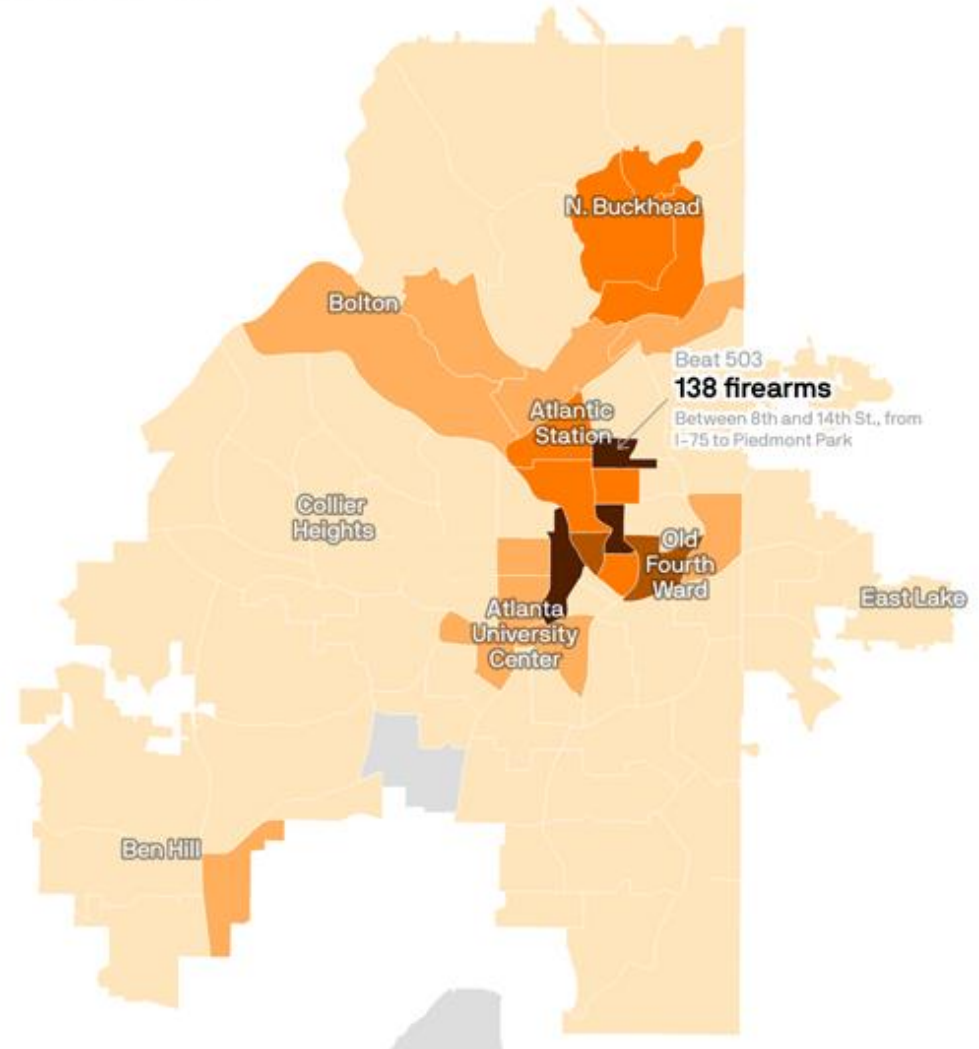 N. Buckhead
Bolton
Beat 503
138 firearms
Between 8th and 14th St., from
I-75 to Piedmont Park
Atlantic
Station
Collier
Heights
Old
Fourth
Ward
East Lake
Atlanta
University
Center
Ben Hill